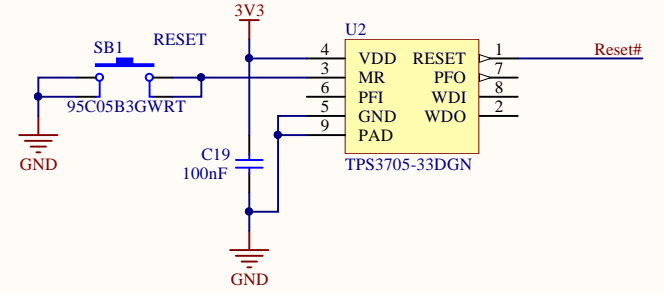 3V3
U2
SB1
RESET
4 VDD RESET 1 Reset#
3 MR PFO 7
6 PFI WDI 8
5 GND WDO 2
9 PAD
95C05B3GWRT
GND
C19
100nF
TPS3705-33DGN
GND